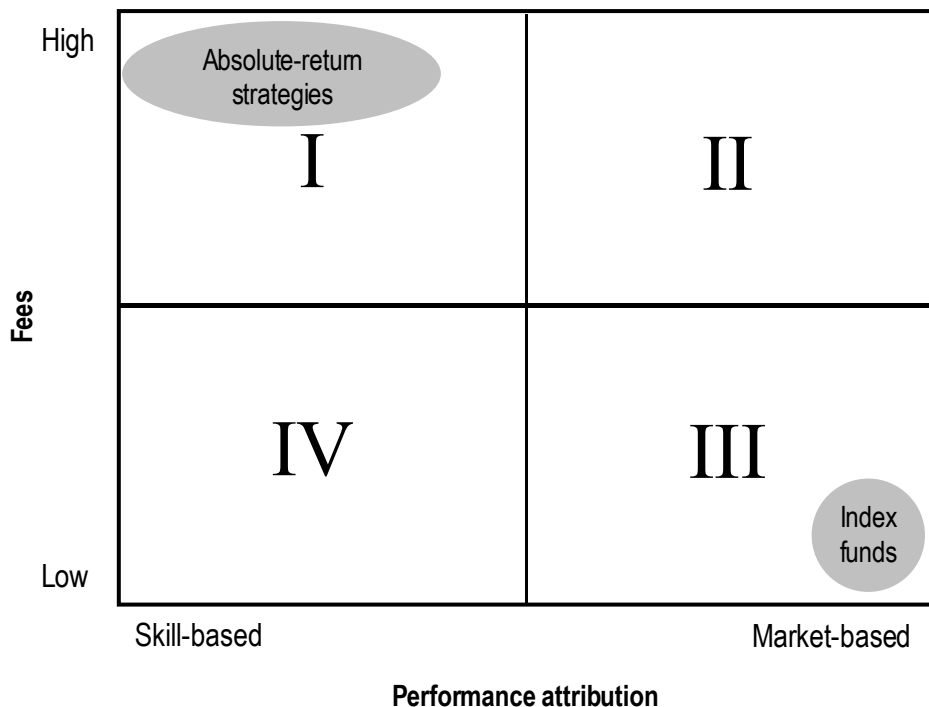 High
Absolute-return
strategies
I
II
Fees
IV
III
Index
funds
Low
Skill-based
Market-based
Performance attribution